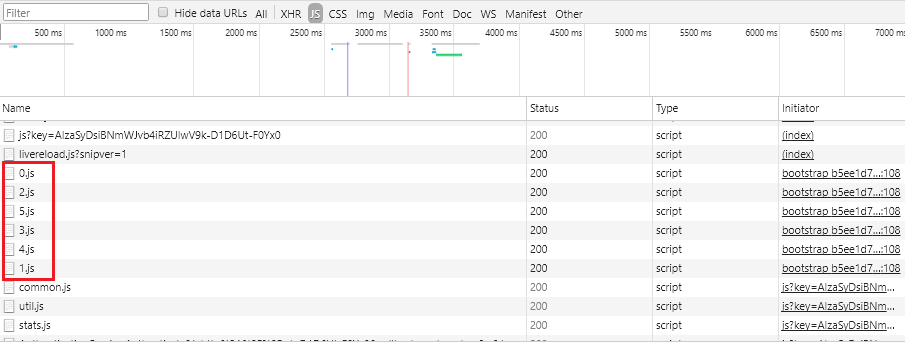 Filter Hide data URLs All XHR JS CSS Img Media Font Doc WS Manifest Other
500 ms 1000 ms 1500 ms 2000 ms 2500 ms 3000 ms 3500 ms 4000 ms 4500 ms 5000 ms 5500 ms 6000 ms 6500 ms 7000 ms
Name Status Type Initiator
js?key=AIzaSyDsiBNmWJvb4iRZUIwV9k-D1D6Ut-F0Yx0 200 script (index)
livereload.js?snipver=1 200 script (index)
0.js 200 script bootstrap b5ee1d7...:108
2.js 200 script bootstrap b5ee1d7...:108
5.js 200 script bootstrap b5ee1d7...:108
3.js 200 script bootstrap b5ee1d7...:108
4.js 200 script bootstrap b5ee1d7...:108
1.js 200 script bootstrap b5ee1d7...:108
common.js 200 script js?key=AIzaSyDsiBNm...
util.js 200 script js?key=AIzaSyDsiBNm...
stats.js 200 script js?key=AIzaSyDsiBNm...